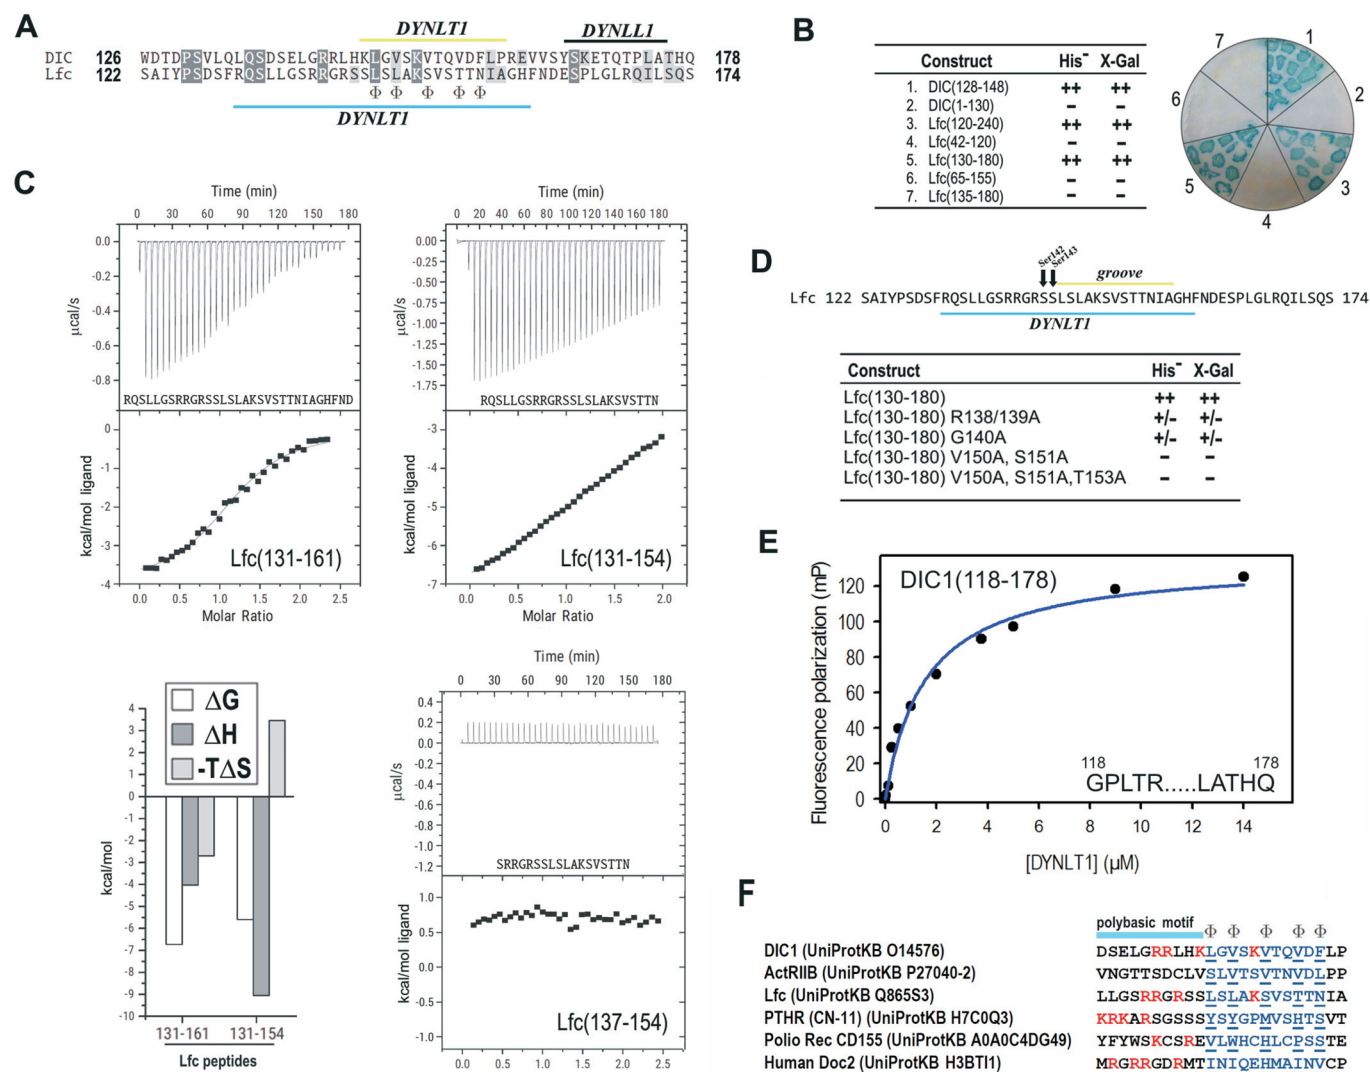 A
DYNLT1
DYNLL1
DIC 126 WDTDPSVLQLQSDSELGRRLHKLGVSKVTQVDFLPREVVSYSKETQTPLATHQ 178
Lfc 122 SAIYPSDSFRQSLLGSRRGRSSLSLAKSVSTTNIAGHFNDESPLGLRQILSQS 174
Φ Φ Φ Φ Φ
DYNLT1
B
Construct His⁻ X-Gal
1. DIC(128-148) ++ ++
2. DIC(1-130) – –
3. Lfc(120-240) ++ ++
4. Lfc(42-120) – –
5. Lfc(130-180) ++ ++
6. Lfc(65-155) – –
7. Lfc(135-180) – –
1
2
3
4
5
6
7
C
Time (min)
0 30 60 90 120 150 180
0.0
-0.2
-0.4
-0.6
-0.8
µcal/s
RQSLLGSRRGRSSLSLAKSVSTTNIAGHFND
0
-1
-2
-3
-4
kcal/mol ligand
Lfc(131-161)
0.0 0.5 1.0 1.5 2.0 2.5
Molar Ratio
Time (min)
0 20 40 60 80 100 120 140 160 180
0.00
-0.25
-0.50
-0.75
-1.00
-1.25
-1.50
-1.75
µcal/s
RQSLLGSRRGRSSLSLAKSVSTTN
-3
-4
-5
-6
-7
kcal/mol ligand
Lfc(131-154)
0.0 0.5 1.0 1.5 2.0
Molar Ratio
ΔG
ΔH
-TΔS
4
3
2
1
0
-1
-2
-3
-4
-5
-6
-7
-8
-9
-10
kcal/mol
131-161 131-154
Lfc peptides
Time (min)
0 30 60 90 120 150 180
0.4
0.2
0.0
-0.2
-0.4
-0.6
-0.8
-1.0
-1.2
µcal/s
SRRGRSSLSLAKSVSTTN
1.0
0.5
0.0
-0.5
-1.0
kcal/mol ligand
Lfc(137-154)
0.0 0.5 1.0 1.5 2.0 2.5
D
Ser142
Ser143
groove
Lfc 122 SAIYPSDSFRQSLLGSRRGRSSLSLAKSVSTTNIAGHFNDESPLGLRQILSQS 174
DYNLT1
Construct His⁻ X-Gal
Lfc(130-180) ++ ++
Lfc(130-180) R138/139A +/- +/-
Lfc(130-180) G140A +/- +/-
Lfc(130-180) V150A, S151A – –
Lfc(130-180) V150A, S151A,T153A – –
E
DIC1(118-178)
Fluorescence polarization (mP)
120
100
80
60
40
20
0
118 178
GPLTR.....LATHQ
0 2 4 6 8 10 12 14
[DYNLT1] (µM)
F
polybasic motif Φ Φ Φ Φ Φ
DIC1 (UniProtKB O14576) DSELGRRLHKLGVSKVTQVDFLP
ActRIIB (UniProtKB P27040-2) VNGTTSDCLVSLVTSVTNVDLPP
Lfc (UniProtKB Q865S3) LLGSRRGRSSLSLAKSVSTTNIA
PTHR (CN-11) (UniProtKB H7C0Q3) KRKARSGSSSYSYGPMVSHTSVT
Polio Rec CD155 (UniProtKB A0A0C4DG49) YFYWSKCSREVLWHCHLCPSSTE
Human Doc2 (UniProtKB H3BTI1) MRGRRGDRMTINIQEHMAINVCP